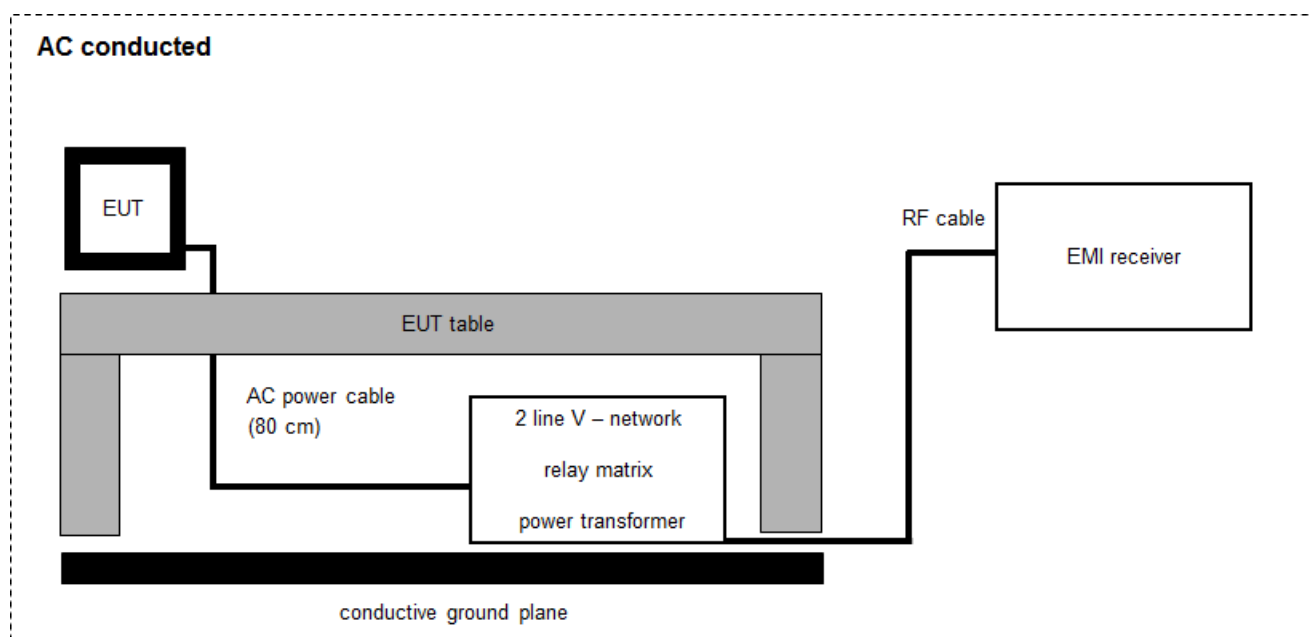 AC conducted
EUT
RF cable
EMI receiver
EUT table
AC power cable
(80 cm)
2 line V – network
relay matrix
power transformer
conductive ground plane